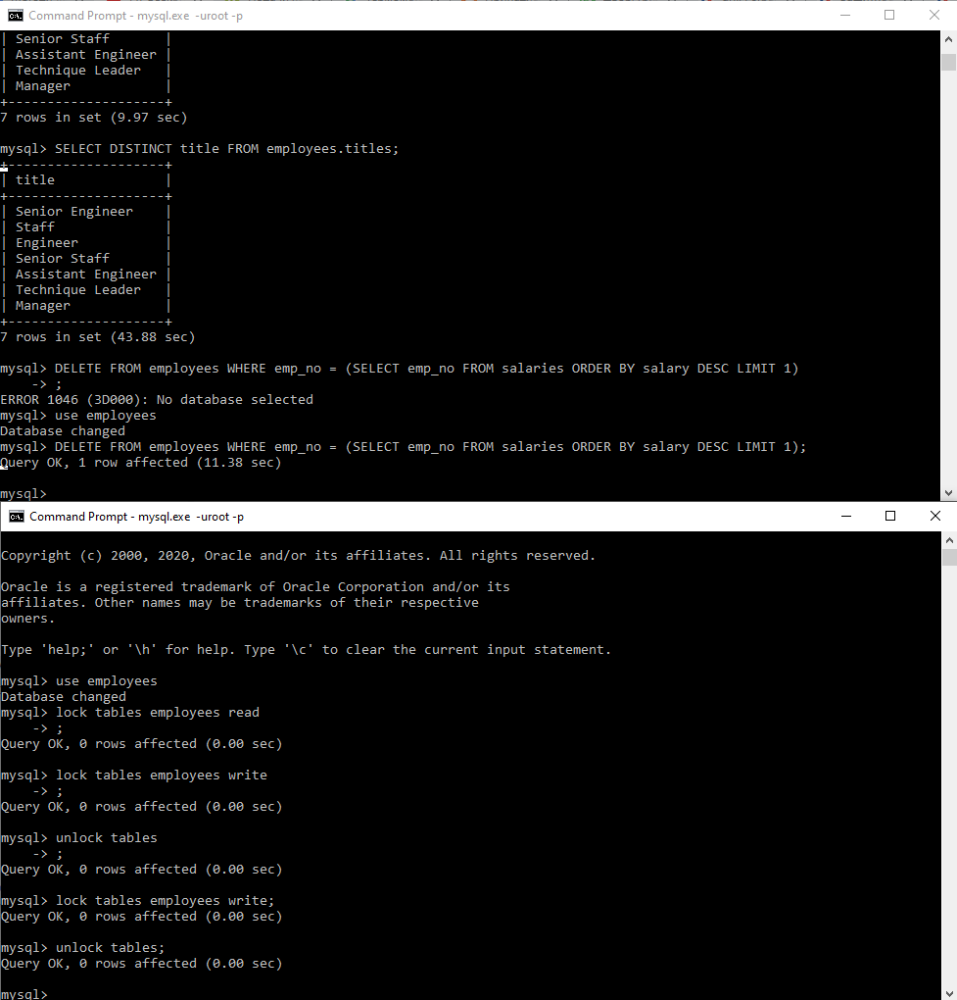 Command Prompt - mysql.exe -uroot -p
| Senior Staff       |
| Assistant Engineer |
| Technique Leader   |
| Manager            |
+--------------------+
7 rows in set (9.97 sec)
mysql> SELECT DISTINCT title FROM employees.titles;
+--------------------+
| title              |
+--------------------+
| Senior Engineer    |
| Staff              |
| Engineer           |
| Senior Staff       |
| Assistant Engineer |
| Technique Leader   |
| Manager            |
+--------------------+
7 rows in set (43.88 sec)
mysql> DELETE FROM employees WHERE emp_no = (SELECT emp_no FROM salaries ORDER BY salary DESC LIMIT 1)
    -> ;
ERROR 1046 (3D000): No database selected
mysql> use employees
Database changed
mysql> DELETE FROM employees WHERE emp_no = (SELECT emp_no FROM salaries ORDER BY salary DESC LIMIT 1);
Query OK, 1 row affected (11.38 sec)
mysql>
Command Prompt - mysql.exe -uroot -p
Copyright (c) 2000, 2020, Oracle and/or its affiliates. All rights reserved.
Oracle is a registered trademark of Oracle Corporation and/or its
affiliates. Other names may be trademarks of their respective
owners.
Type 'help;' or '\h' for help. Type '\c' to clear the current input statement.
mysql> use employees
Database changed
mysql> lock tables employees read
    -> ;
Query OK, 0 rows affected (0.00 sec)
mysql> lock tables employees write
    -> ;
Query OK, 0 rows affected (0.00 sec)
mysql> unlock tables
    -> ;
Query OK, 0 rows affected (0.00 sec)
mysql> lock tables employees write;
Query OK, 0 rows affected (0.00 sec)
mysql> unlock tables;
Query OK, 0 rows affected (0.00 sec)
mysql>